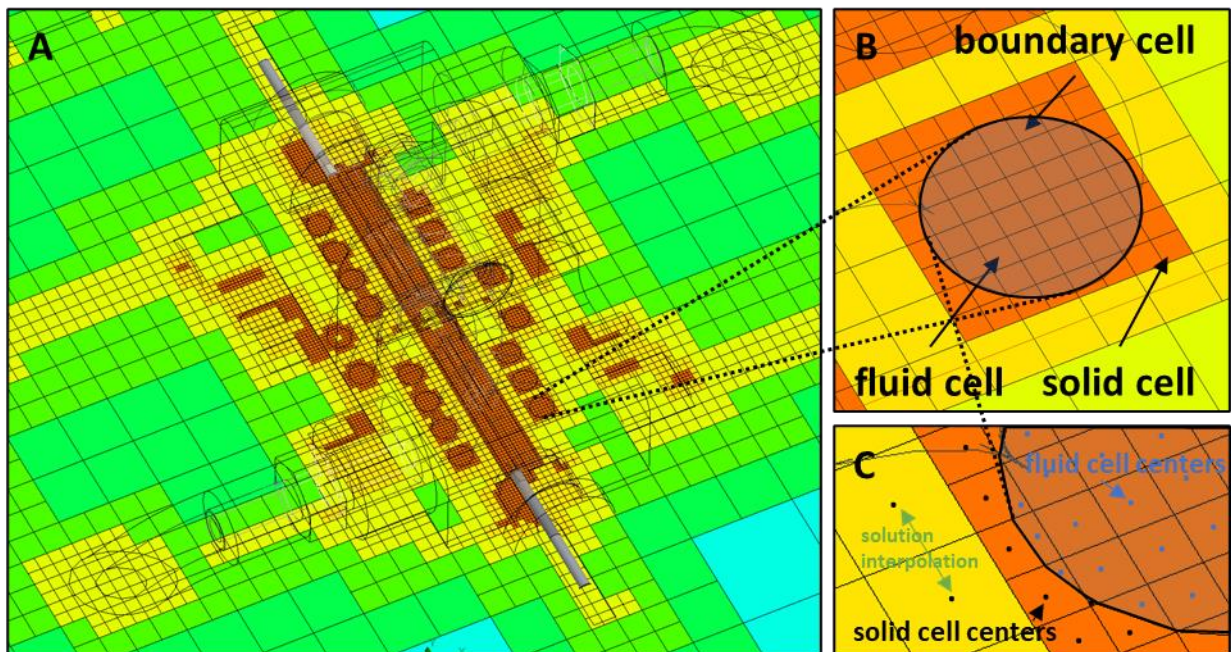 A
B
boundary cell
fluid cell
solid cell
C
fluid cell centers
solution
interpolation
solid cell centers